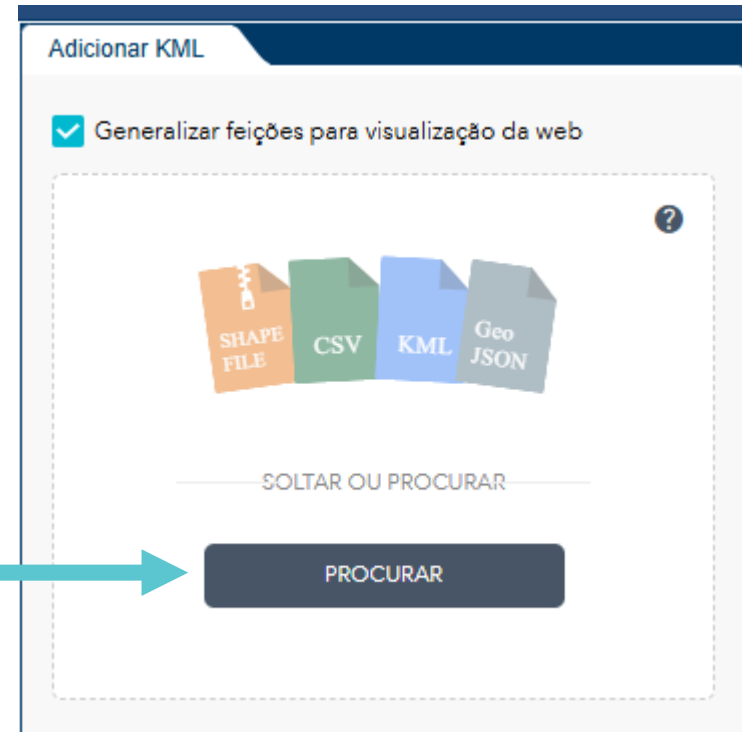 Adicionar KML
Generalizar feições para visualização da web
?
SHAPE
FILE
CSV
KML
Geo
JSON
SOLTAR OU PROCURAR
PROCURAR